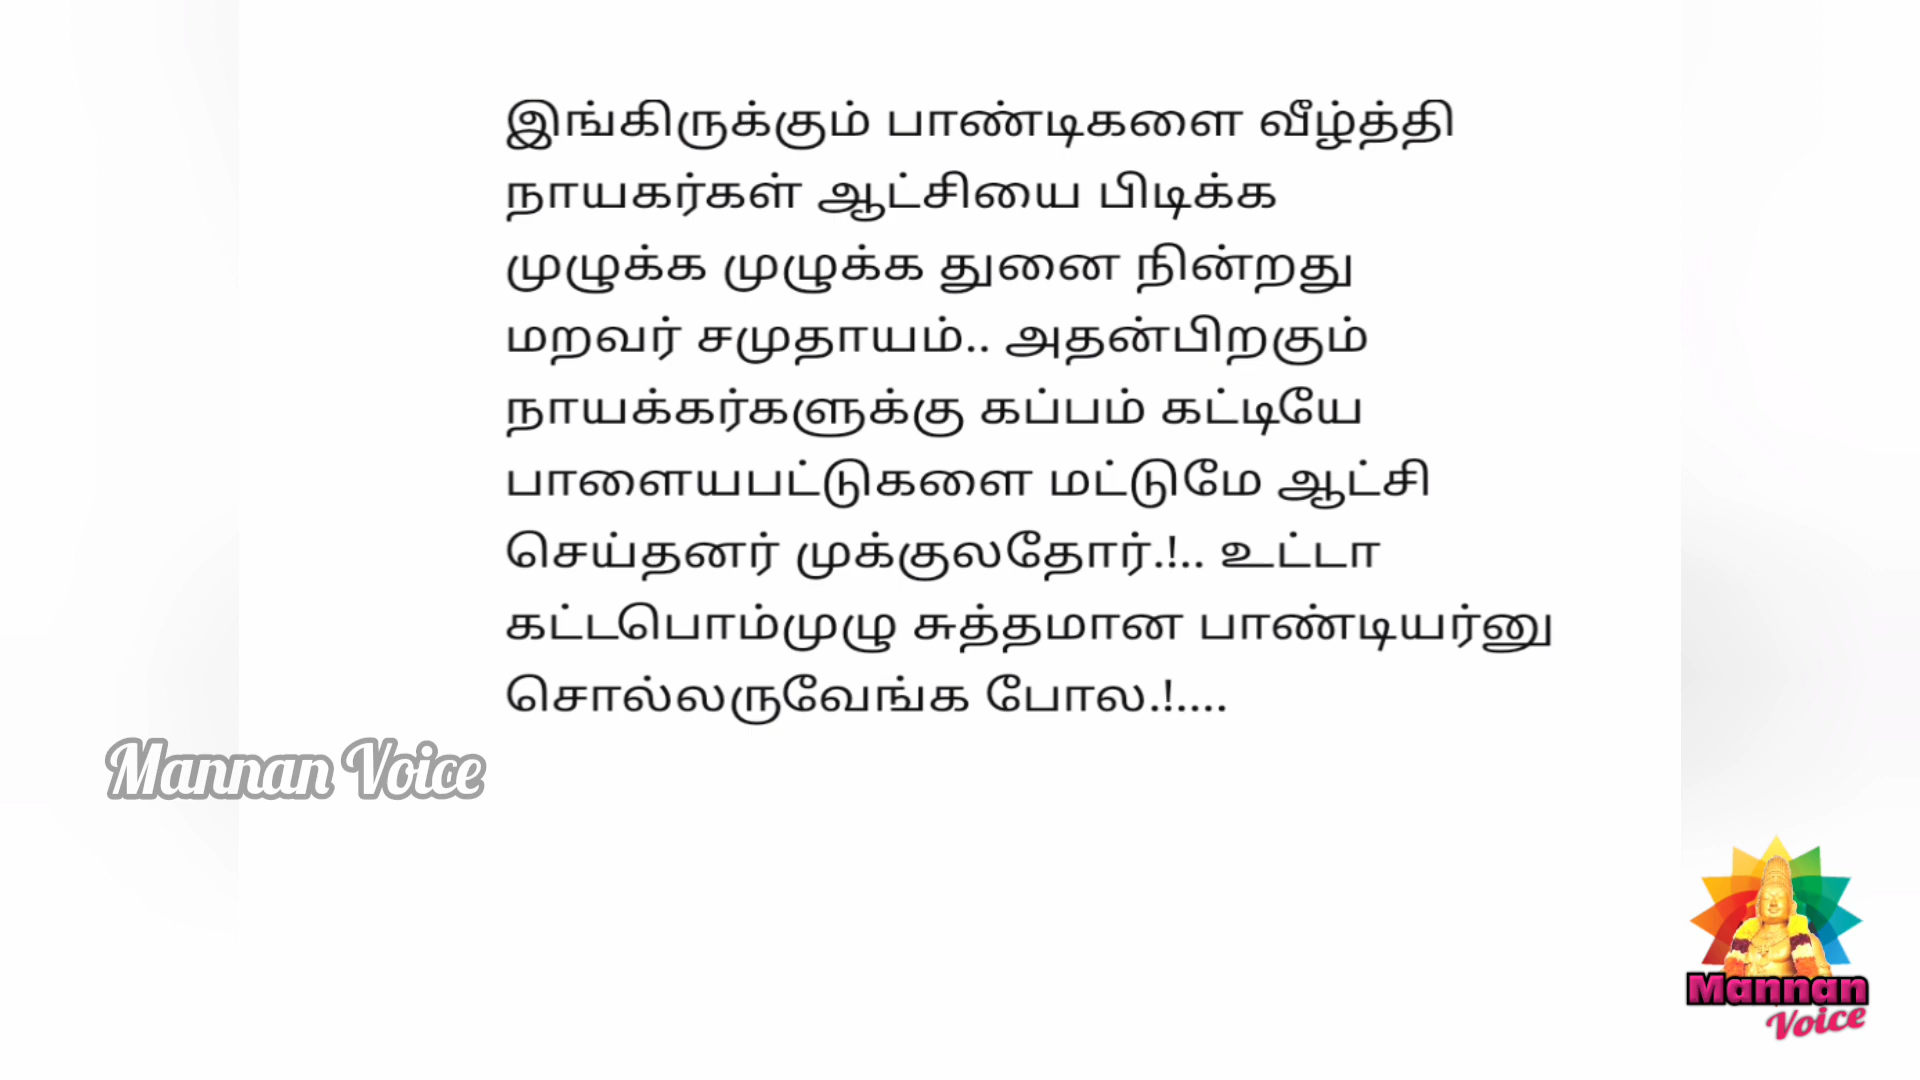 இங்கிருக்கும் பாண்டிகளை வீழ்த்தி
நாயகர்கள் ஆட்சியை பிடிக்க
முழுக்க முழுக்க துனை நின்றது
மறவர் சமுதாயம்.. அதன்பிறகும்
நாயக்கர்களுக்கு கப்பம் கட்டியே
பாளையபட்டுகளை மட்டுமே ஆட்சி
செய்தனர் முக்குலதோர்.!.. உட்டா
கட்டபொம்முழு சுத்தமான பாண்டியர்னு
சொல்லருவேங்க போல.!....
Mannan Voice
Mannan
Voice